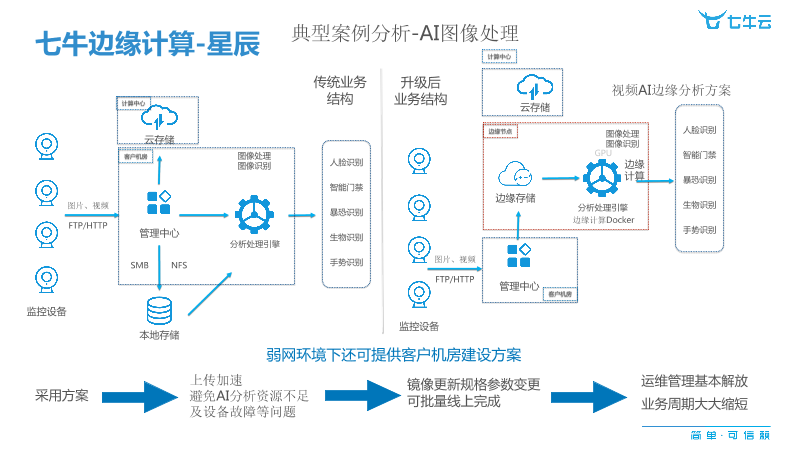 七牛边缘计算-星辰
典型案例分析-AI图像处理
七牛云
传统业务
结构
计算中心
云存储
客户机房
图像处理
图像识别
图片、视频
FTP/HTTP
管理中心
分析处理引擎
SMB
NFS
本地存储
监控设备
人脸识别
智能门禁
暴恐识别
生物识别
手势识别
升级后
业务结构
计算中心
云存储
视频AI边缘分析方案
边缘节点
图像处理
图像识别
GPU
边缘
计算
边缘存储
分析处理引擎
边缘计算Docker
图片、视频
FTP/HTTP
管理中心
客户机房
监控设备
人脸识别
智能门禁
暴恐识别
生物识别
手势识别
弱网环境下还可提供客户机房建设方案
采用方案
上传加速
避免AI分析资源不足
及设备故障等问题
镜像更新规格参数变更
可批量线上完成
运维管理基本解放
业务周期大大缩短
简单·可信赖